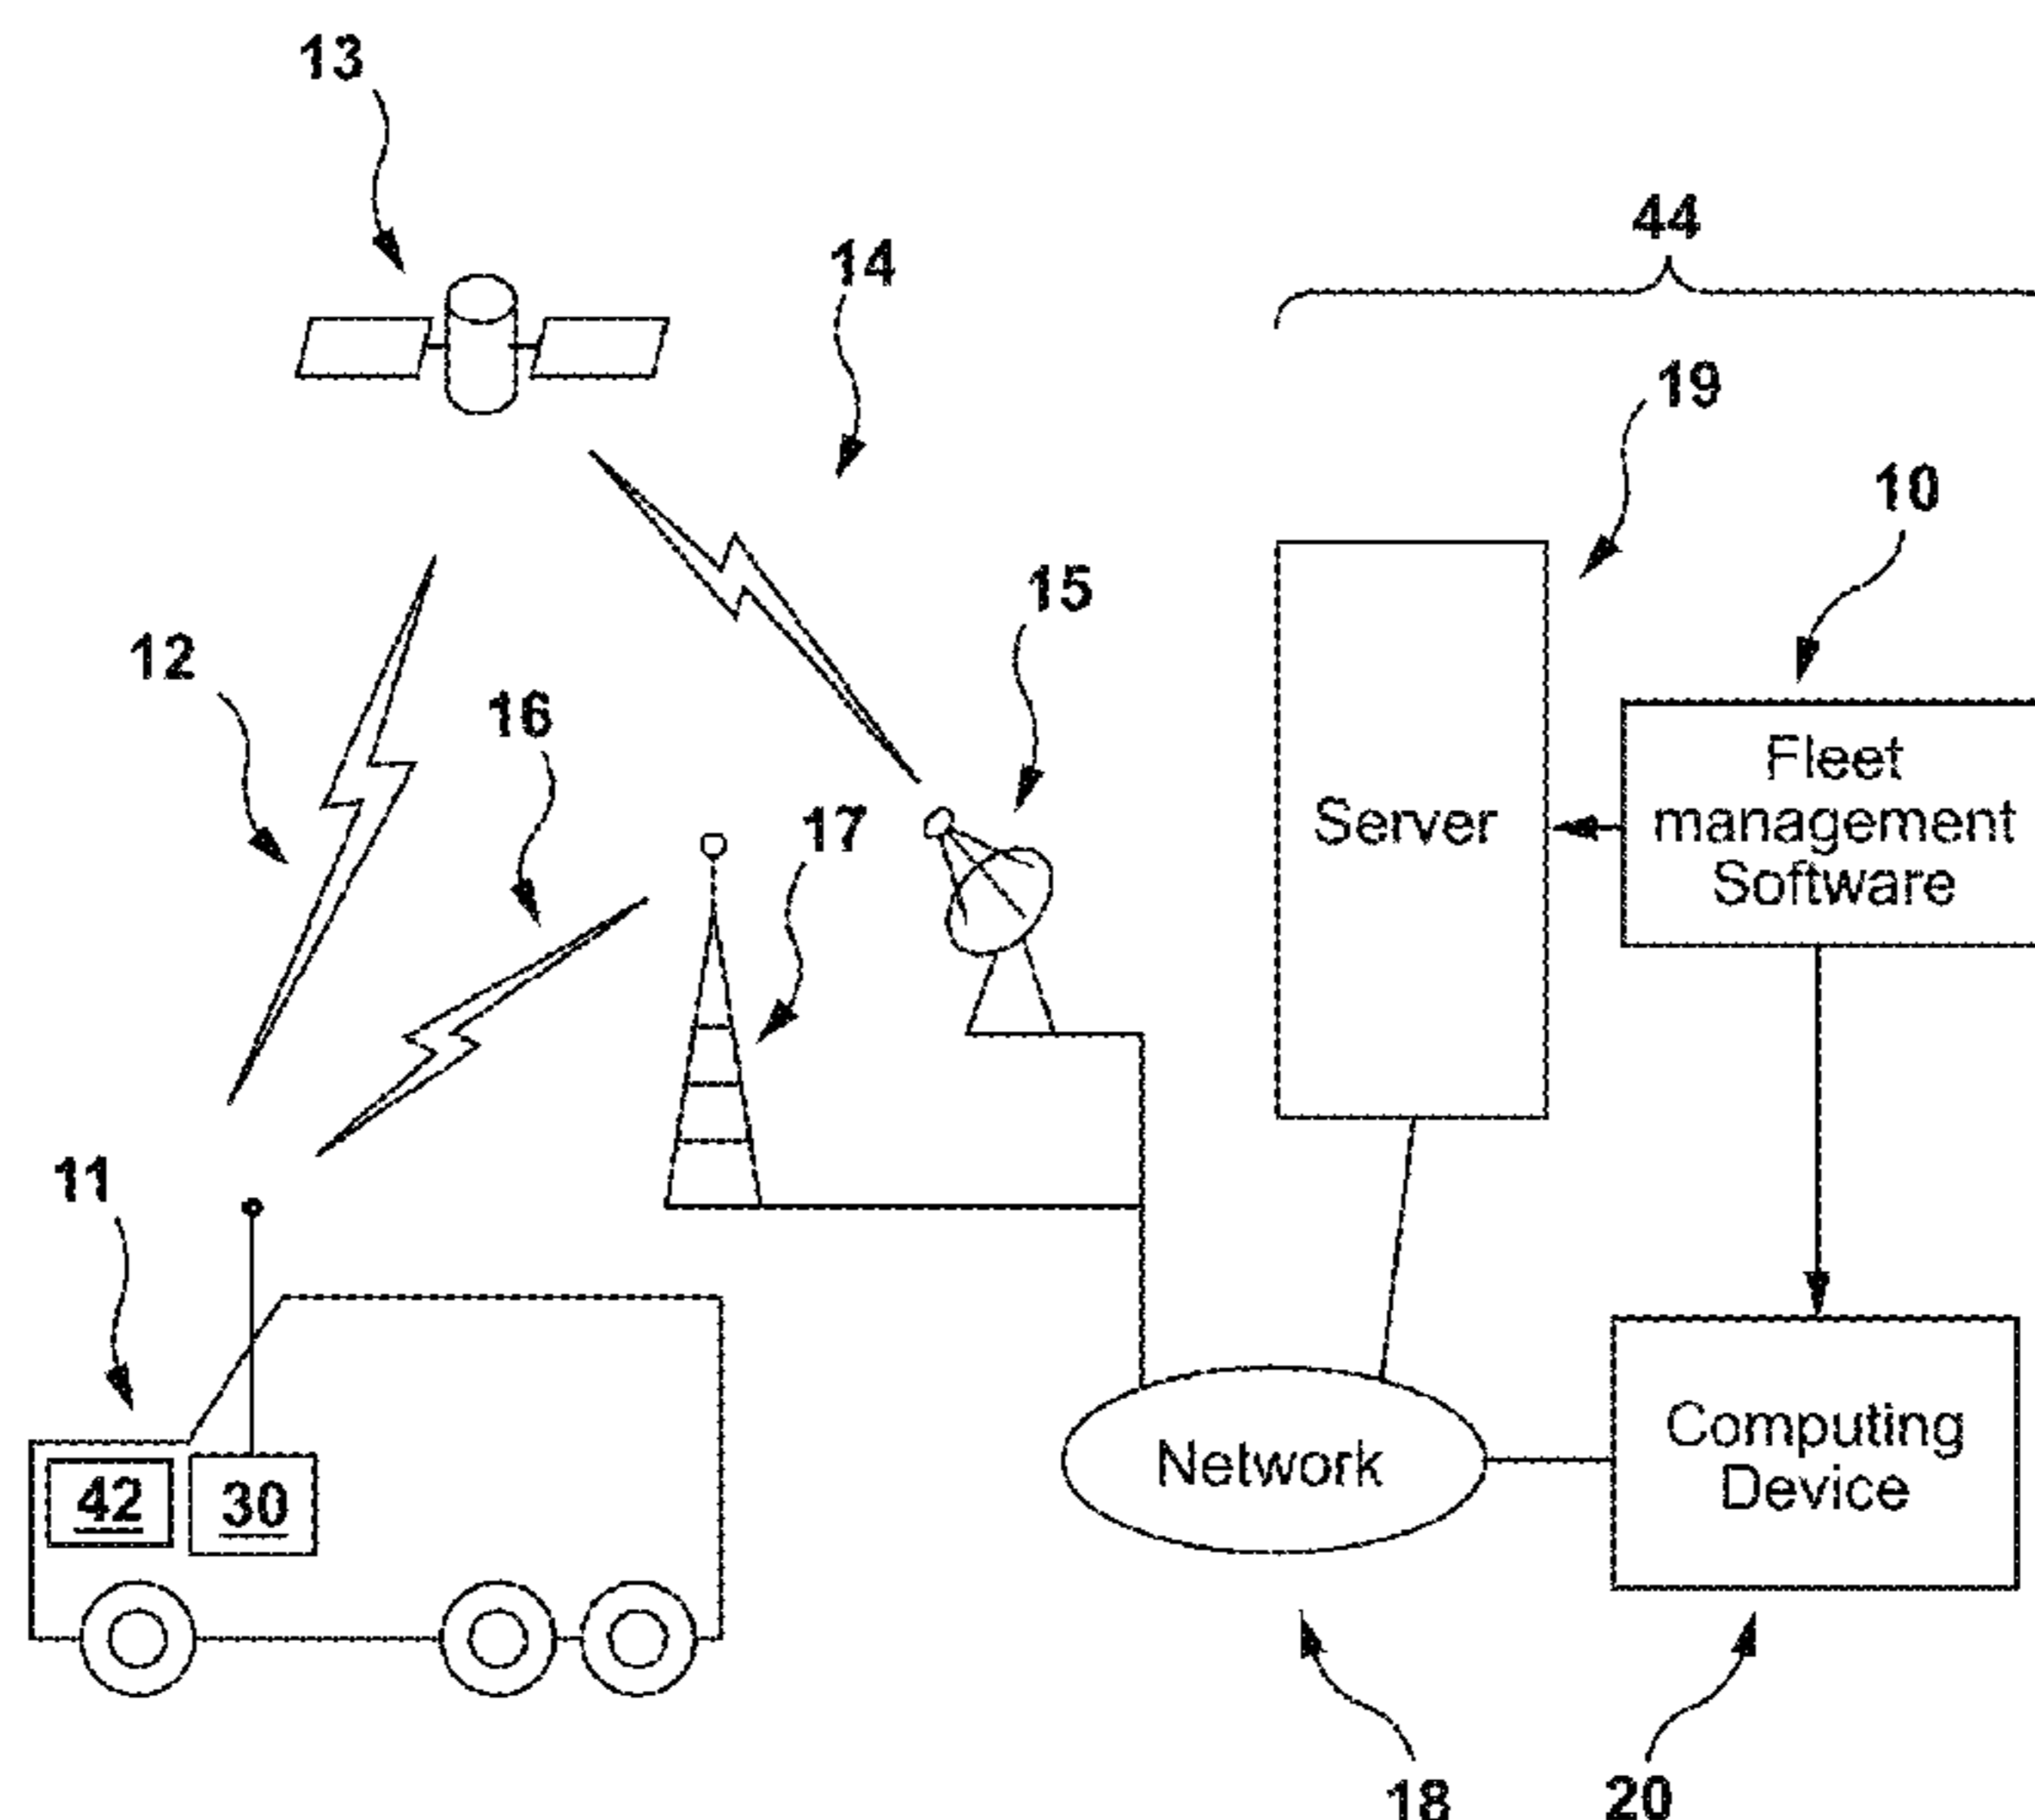 13
44
14
19
10
15
12
16
17
Fleet
management
Software
Server
11
42
30
Network
Computing
Device
18
20